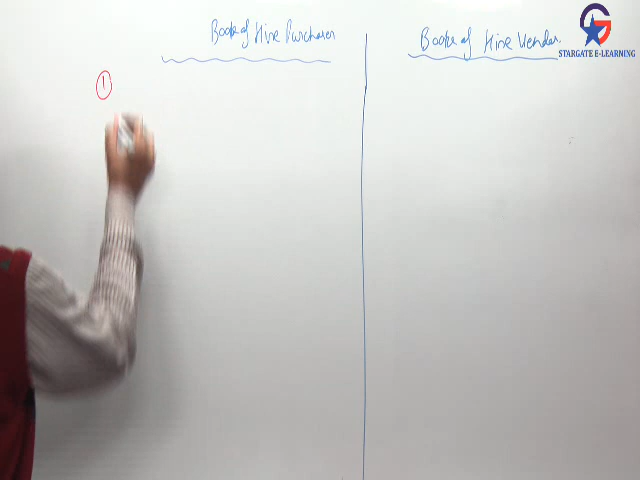 Books of Hire Purchaser
Books of Hire Vendor
STARGATE E-LEARNING
1